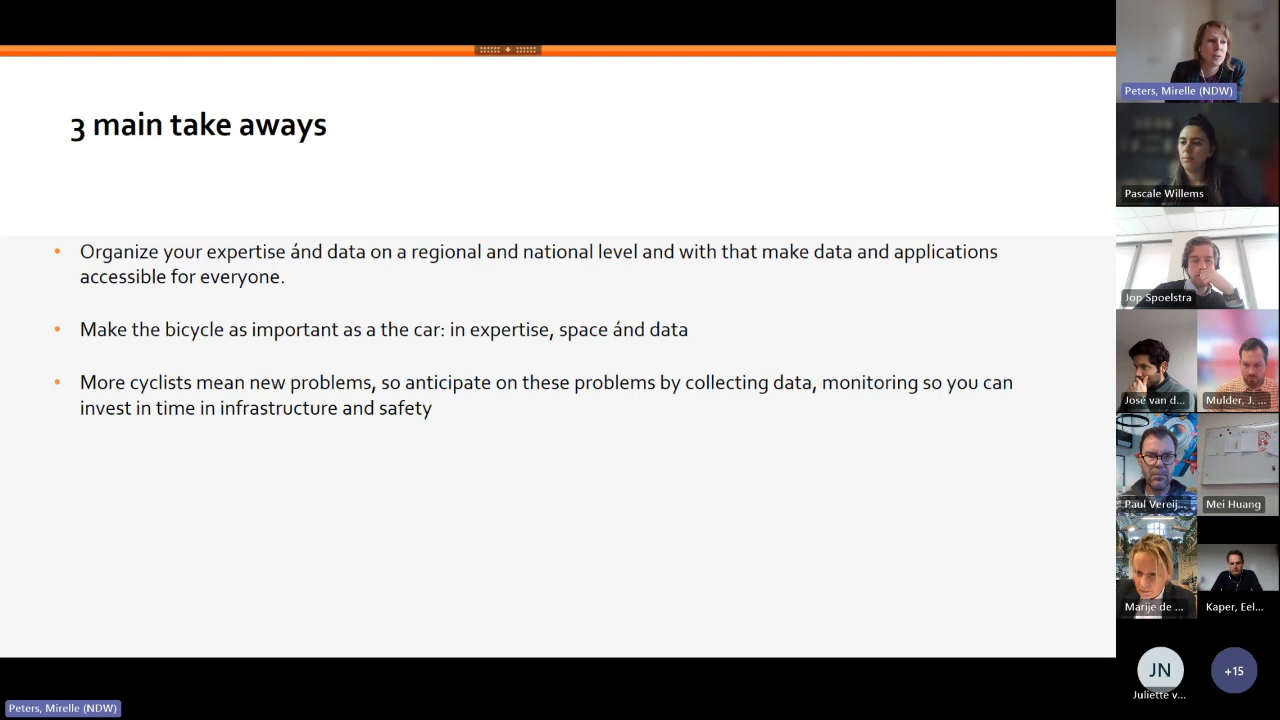 3 main take aways
• Organize your expertise ánd data on a regional and national level and with that make data and applications
accessible for everyone.
• Make the bicycle as important as a the car: in expertise, space ánd data
• More cyclists mean new problems, so anticipate on these problems by collecting data, monitoring so you can
invest in time in infrastructure and safety
Peters, Mirelle (NDW)
Peters, Mirelle (NDW)
Pascale Willems
Jop Spoelstra
José van d...
Mulder, J. ...
Paul Vereij...
Mei Huang
Marije de ...
Kaper, Eel...
JN
Juliette v...
+15